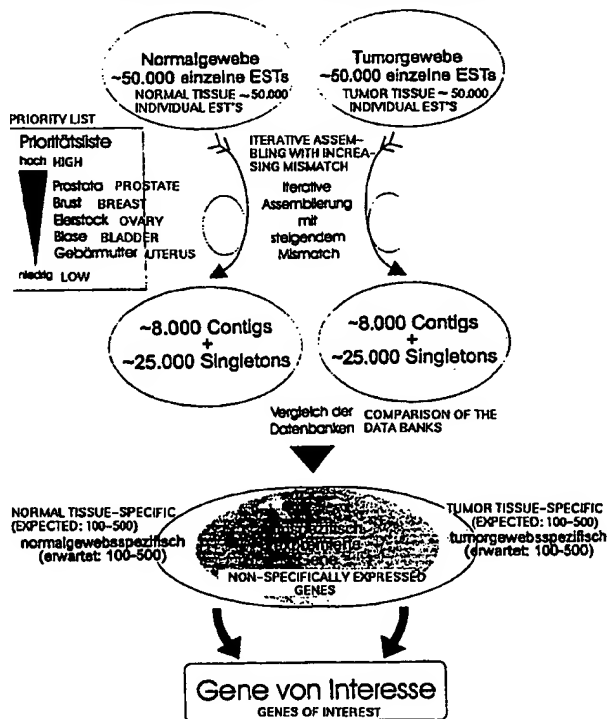 Normalgewebe
~50.000 einzelne ESTs
NORMAL TISSUE ~50.000
INDIVIDUAL EST'S
Tumorgewebe
~50.000 einzelne ESTs
TUMOR TISSUE ~50.000
INDIVIDUAL EST'S
PRIORITY LIST
Prioritätsliste
hoch HIGH
Prostata PROSTATE
Brust BREAST
Eierstock OVARY
Blase BLADDER
Gebärmutter UTERUS
niedrig LOW
ITERATIVE ASSEM-
BLING WITH INCREA-
SING MISMATCH
Iterative
Assemblierung
mit
steigendem
Mismatch
~8.000 Contigs
+
~25.000 Singletons
~8.000 Contigs
+
~25.000 Singletons
Vergleich der
Datenbanken
COMPARISON OF THE
DATA BANKS
NORMAL TISSUE-SPECIFIC
(EXPECTED: 100-500)
normalgewebsspezifisch
(erwartet: 100-500)
NON-SPECIFICALLY EXPRESSED
GENES
TUMOR TISSUE-SPECIFIC
(EXPECTED: 100-500)
tumorgewebsspezifisch
(erwartet: 100-500)
Gene von Interesse
GENES OF INTEREST